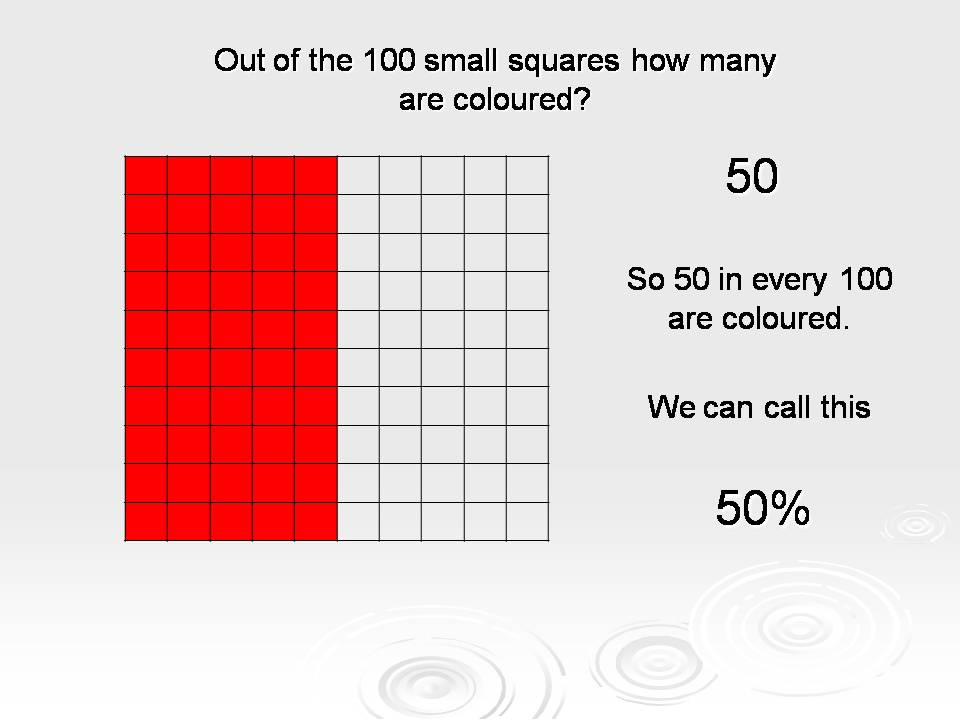 Out of the 100 small squares how many
are coloured?
50
So 50 in every 100
are coloured.
We can call this
50%